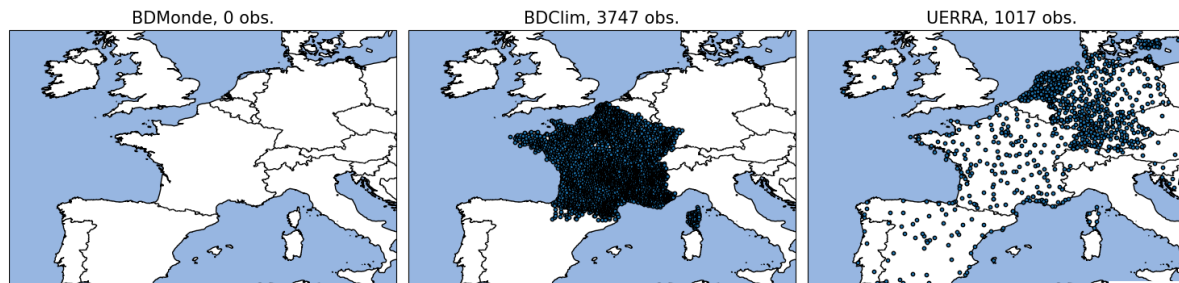 BDMonde, 0 obs.
BDClim, 3747 obs.
UERRA, 1017 obs.